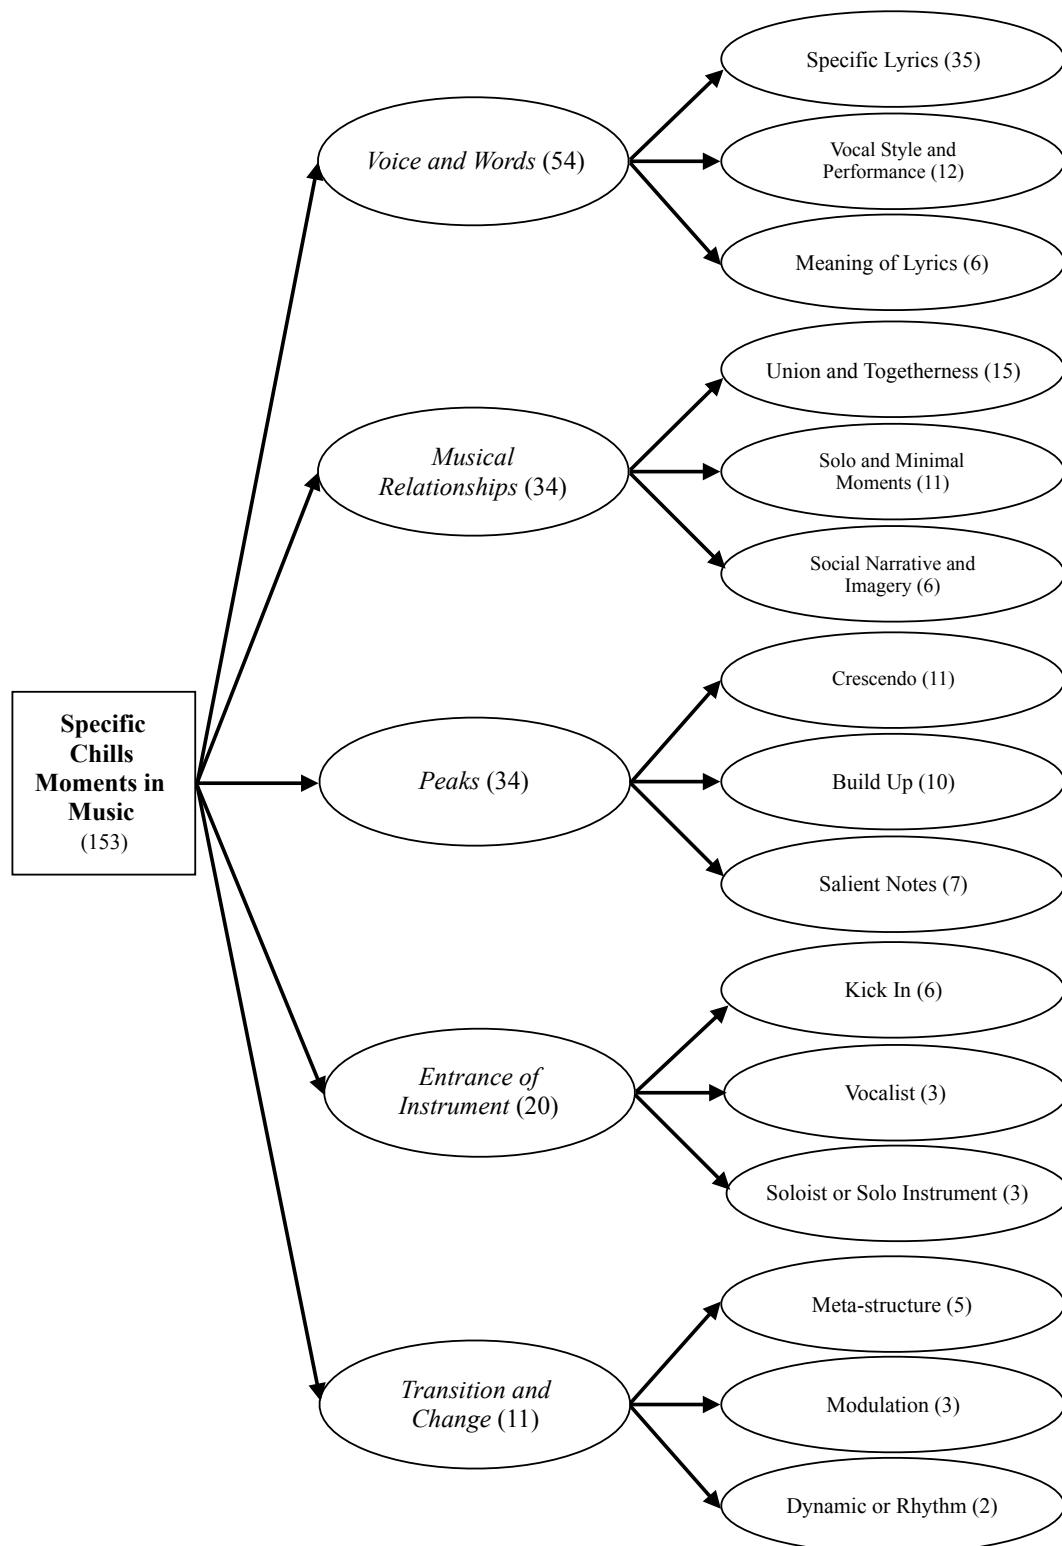 Specific
Chills
Moments in
Music
(153)
Voice and Words (54)
Specific Lyrics (35)
Vocal Style and
Performance (12)
Meaning of Lyrics (6)
Musical
Relationships (34)
Union and Togetherness (15)
Solo and Minimal
Moments (11)
Social Narrative and
Imagery (6)
Peaks (34)
Crescendo (11)
Build Up (10)
Salient Notes (7)
Entrance of
Instrument (20)
Kick In (6)
Vocalist (3)
Soloist or Solo Instrument (3)
Transition and
Change (11)
Meta-structure (5)
Modulation (3)
Dynamic or Rhythm (2)